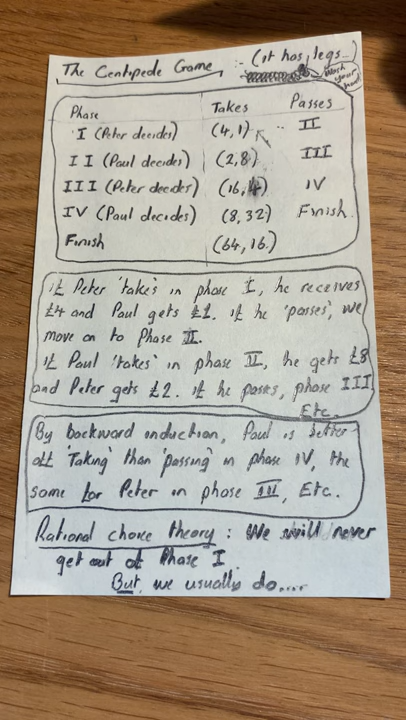 The Centipede Game :- (it has legs...)
Wash your hands
Phase Takes Passes
I (Peter decides) (4,1) II
II (Paul decides) (2,8) III
III (Peter decides) (16,4) IV
IV (Paul decides) (8,32) Finish
Finish (64,16)
if Peter 'takes' in phase I, he receives
£4 and Paul gets £1. if he 'passes', we
move on to Phase II.
if Paul 'takes' in phase II, he gets £8
and Peter gets £2. if he passes, phase III
Etc.
By backward induction, Paul is better
off 'Taking' than 'passing' in phase IV, the
same for Peter in phase III, Etc.
Rational choice theory : We will never
get out of Phase I.
But we usually do....